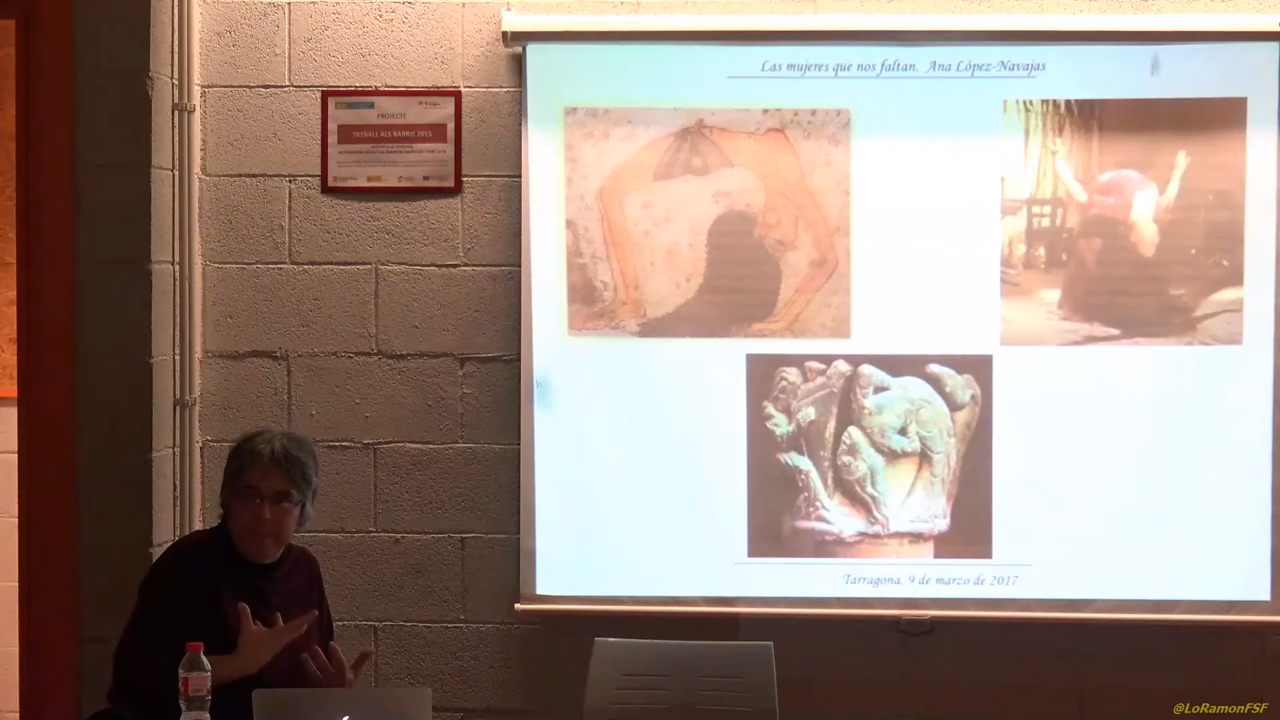 Las mujeres que nos faltan. Ana López-Navajas
PROJECTE
TREBALL ALS BARRIS 2015
Tarragona. 9 de marzo de 2017
@LoRamonFSF